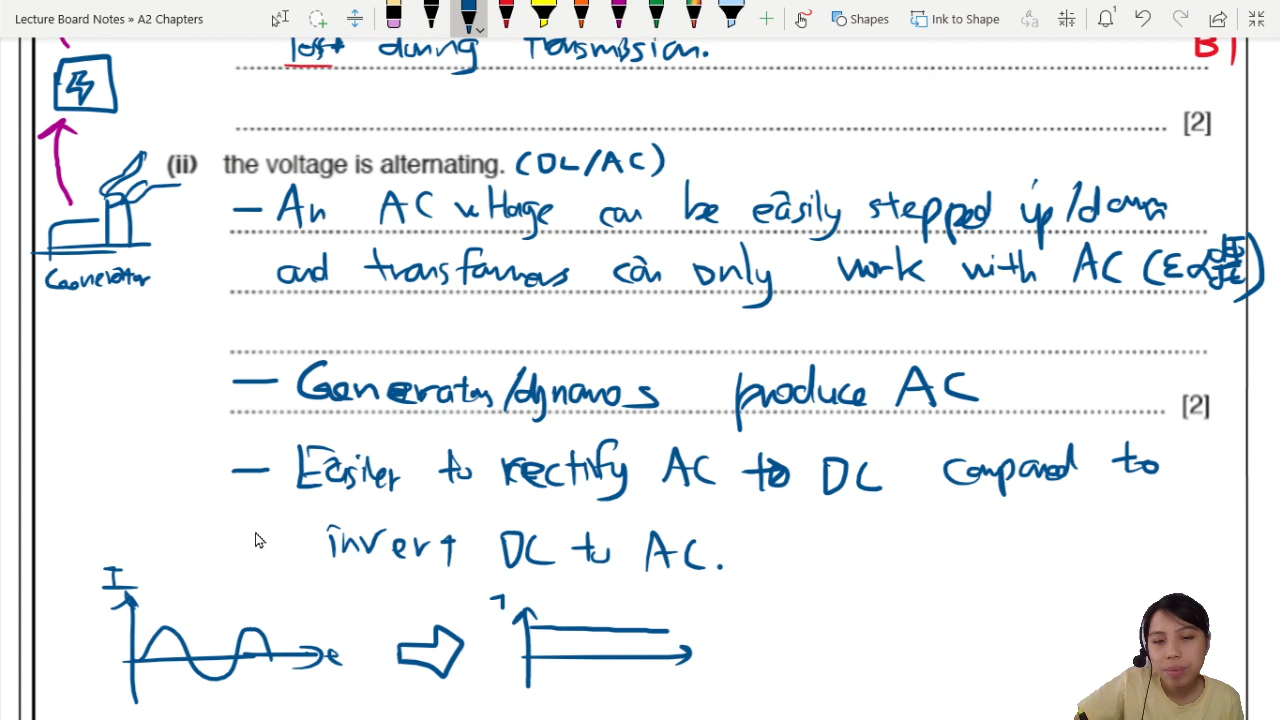 Lecture Board Notes » A2 Chapters
Shapes
Ink to Shape
lost during transmission.
B1
[2]
(ii) the voltage is alternating. (DC/AC)
- An AC voltage can be easily stepped up/down
and transformers can only work with AC (ε∝
Generator
- Generators/dynamos produce AC
[2]
- Easier to rectify AC to DC compared to
invert DC to AC.
I
t